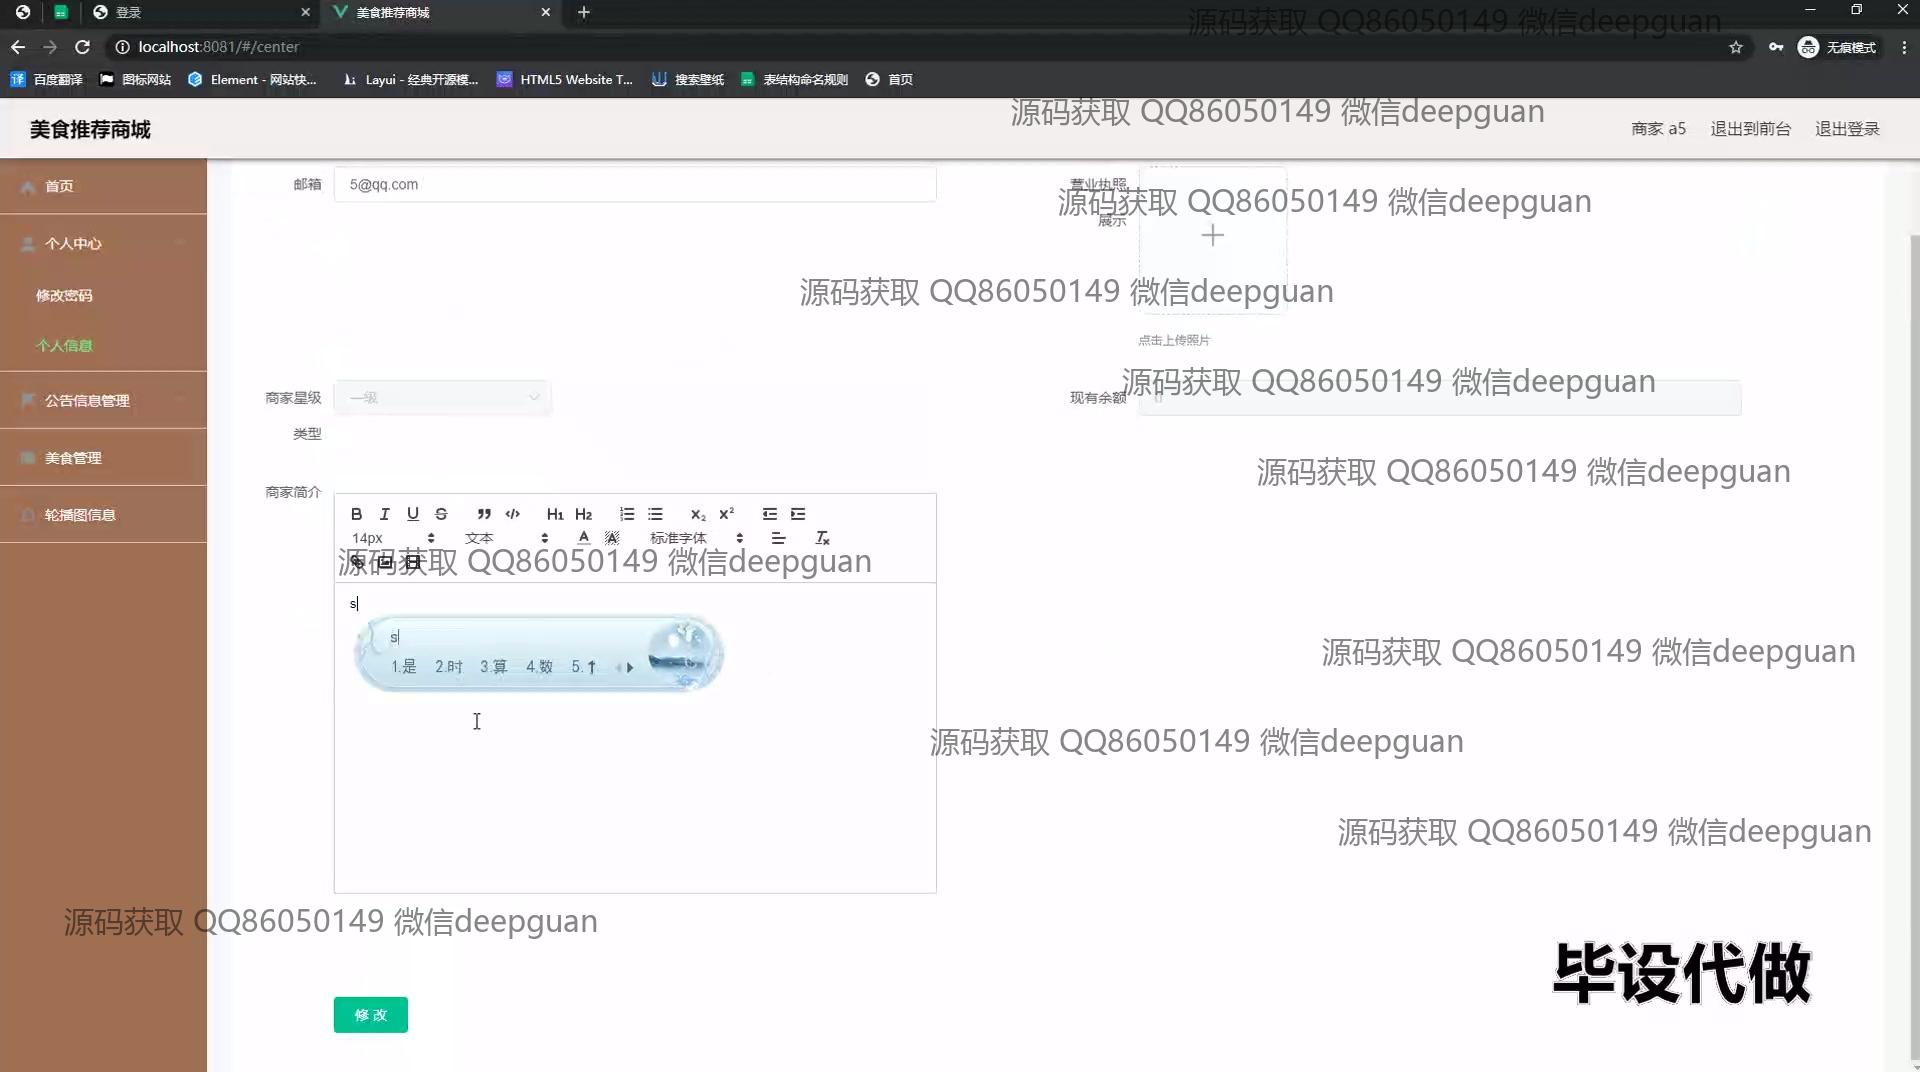 登录
美食推荐商城
源码获取 QQ86050149 微信deepguan
localhost:8081/#/center
无痕模式
百度翻译
图标网站
Element - 网站快...
Layui - 经典开源模...
HTML5 Website T...
搜索壁纸
表结构命名规则
首页
源码获取 QQ86050149 微信deepguan
美食推荐商城
商家 a5
退出到前台
退出登录
首页
邮箱
5@qq.com
营业执照
展示
源码获取 QQ86050149 微信deepguan
个人中心
修改密码
源码获取 QQ86050149 微信deepguan
个人信息
点击上传照片
商家星级
一级
现有余额
源码获取 QQ86050149 微信deepguan
公告信息管理
类型
美食管理
源码获取 QQ86050149 微信deepguan
商家简介
轮播图信息
B I U S H1 H2 x2 x2
14px 文本 A A 标准字体 Tx
源码获取 QQ86050149 微信deepguan
s
s
1.是 2.时 3.算 4.数 5.↑
源码获取 QQ86050149 微信deepguan
源码获取 QQ86050149 微信deepguan
源码获取 QQ86050149 微信deepguan
源码获取 QQ86050149 微信deepguan
毕设代做
修改